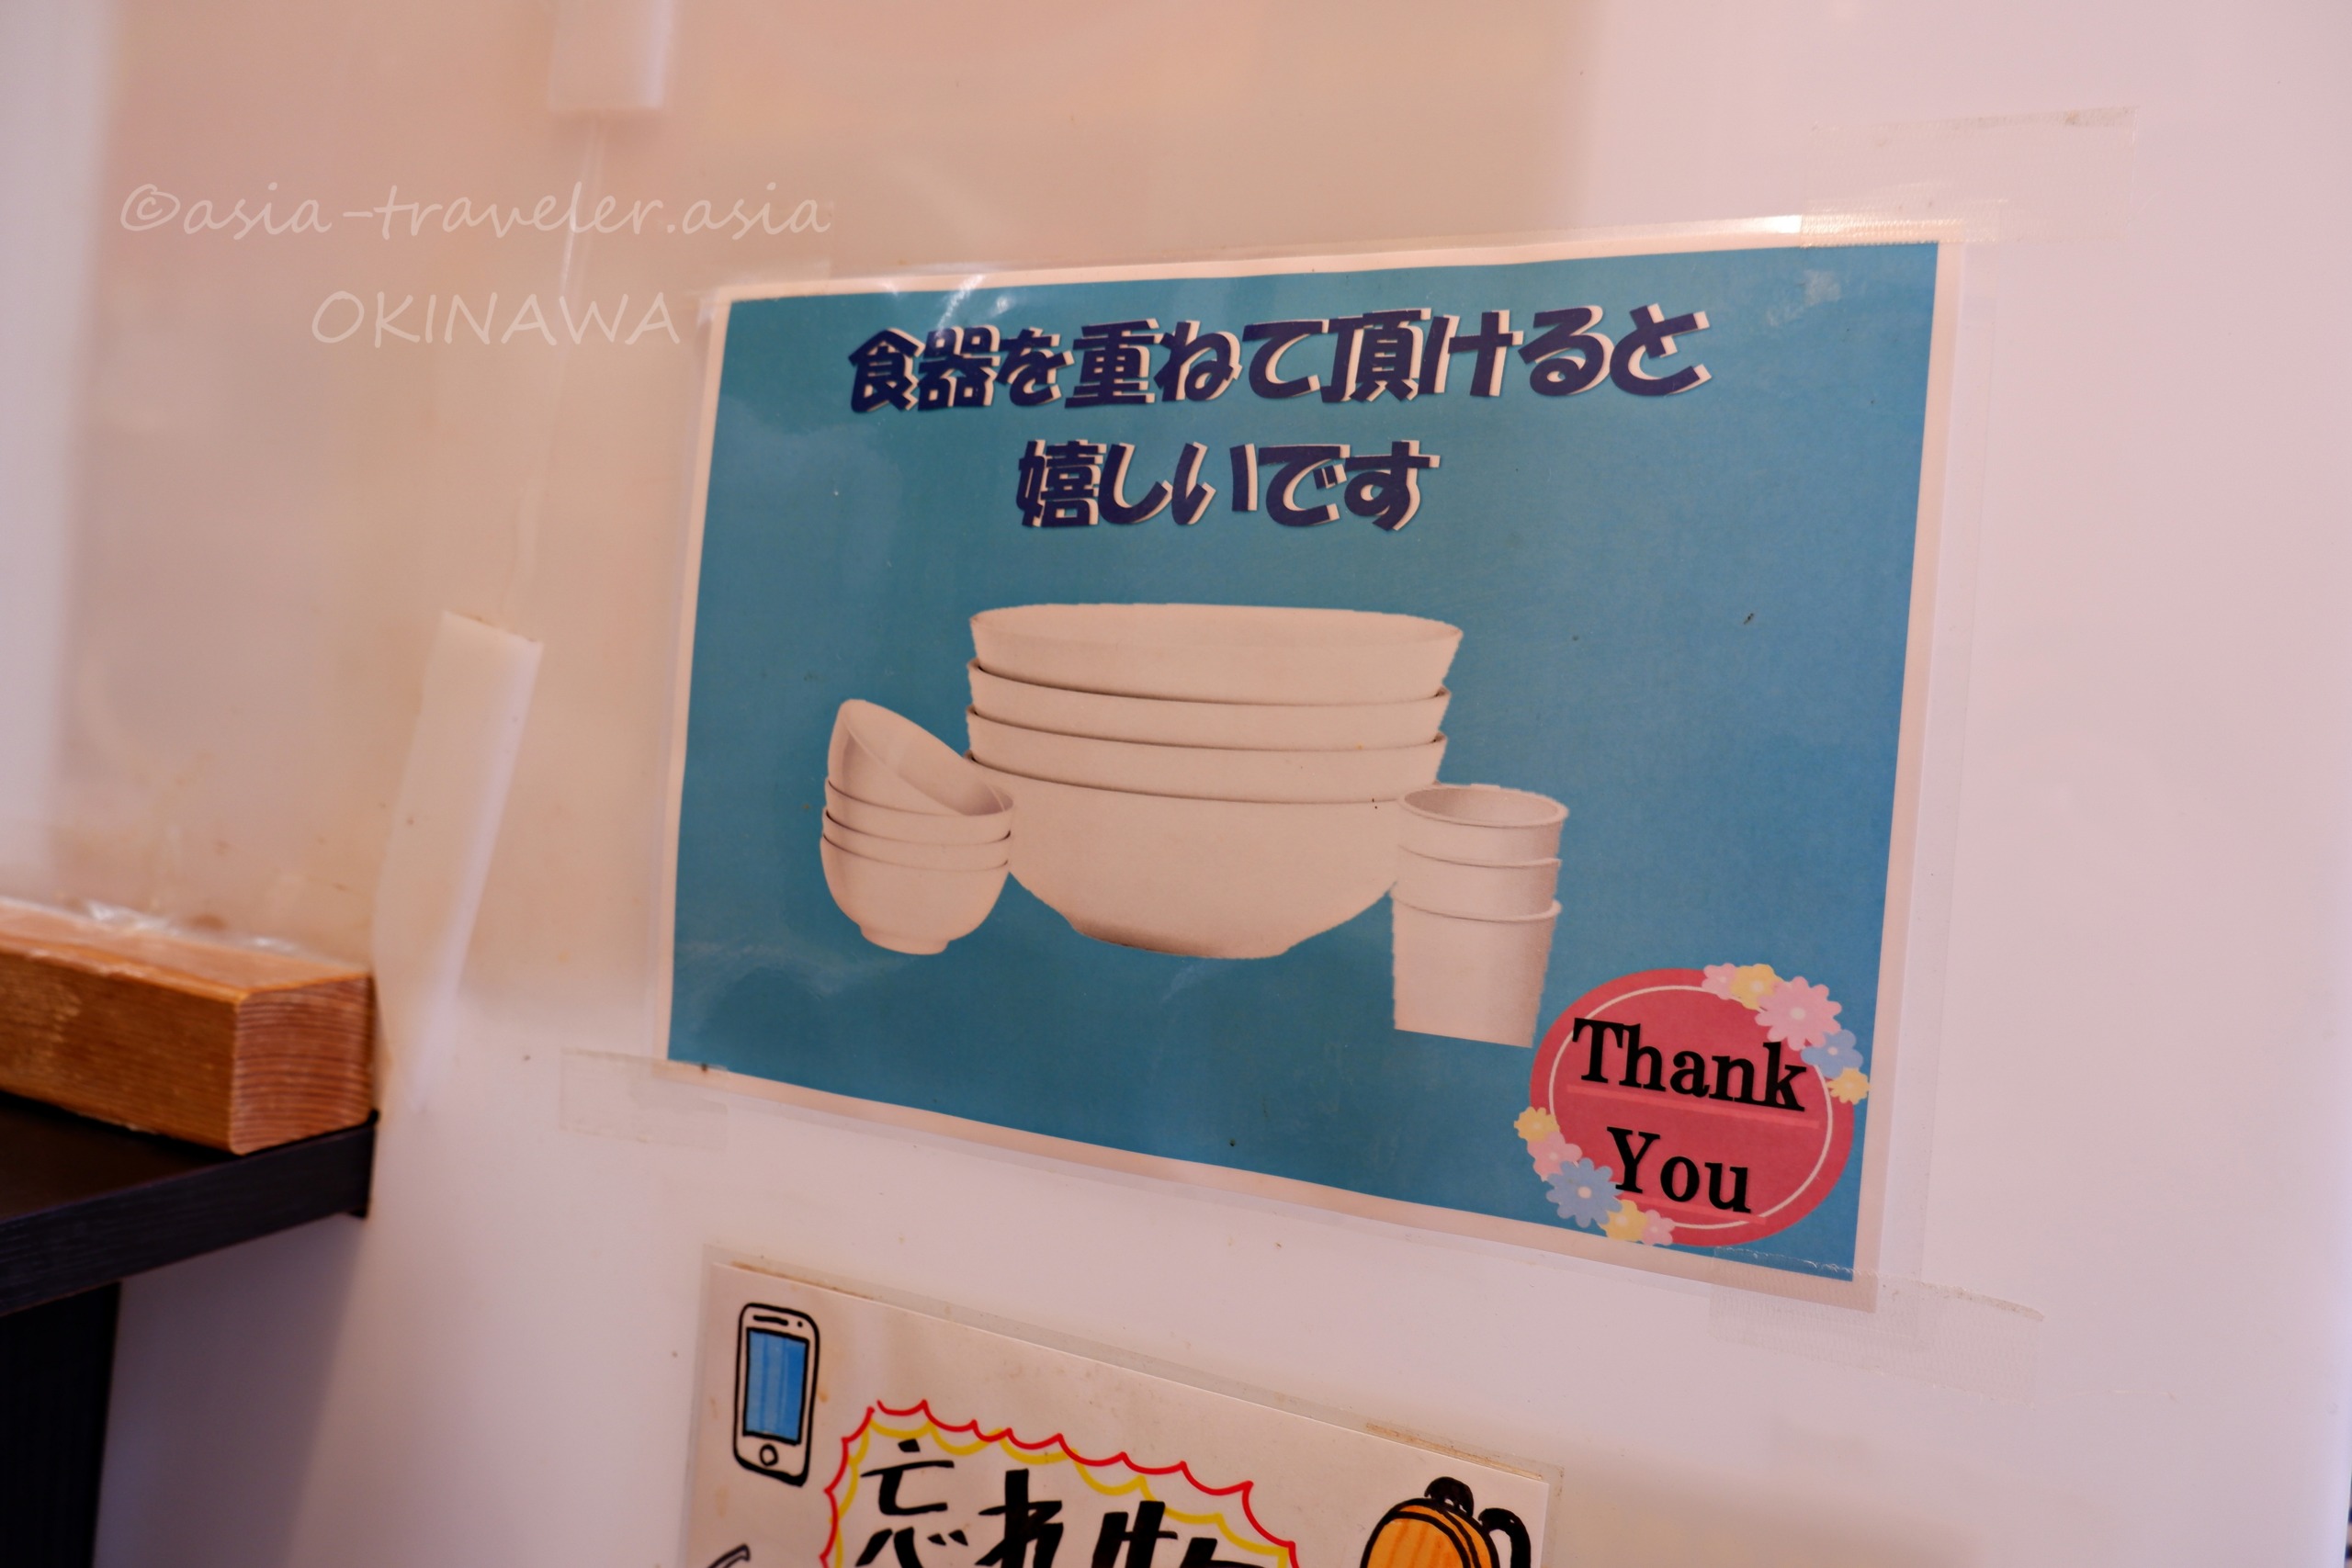 ©asia-traveler.asia
OKINAWA
食器を重ねて頂けると
嬉しいです
Thank
You
忘れ物